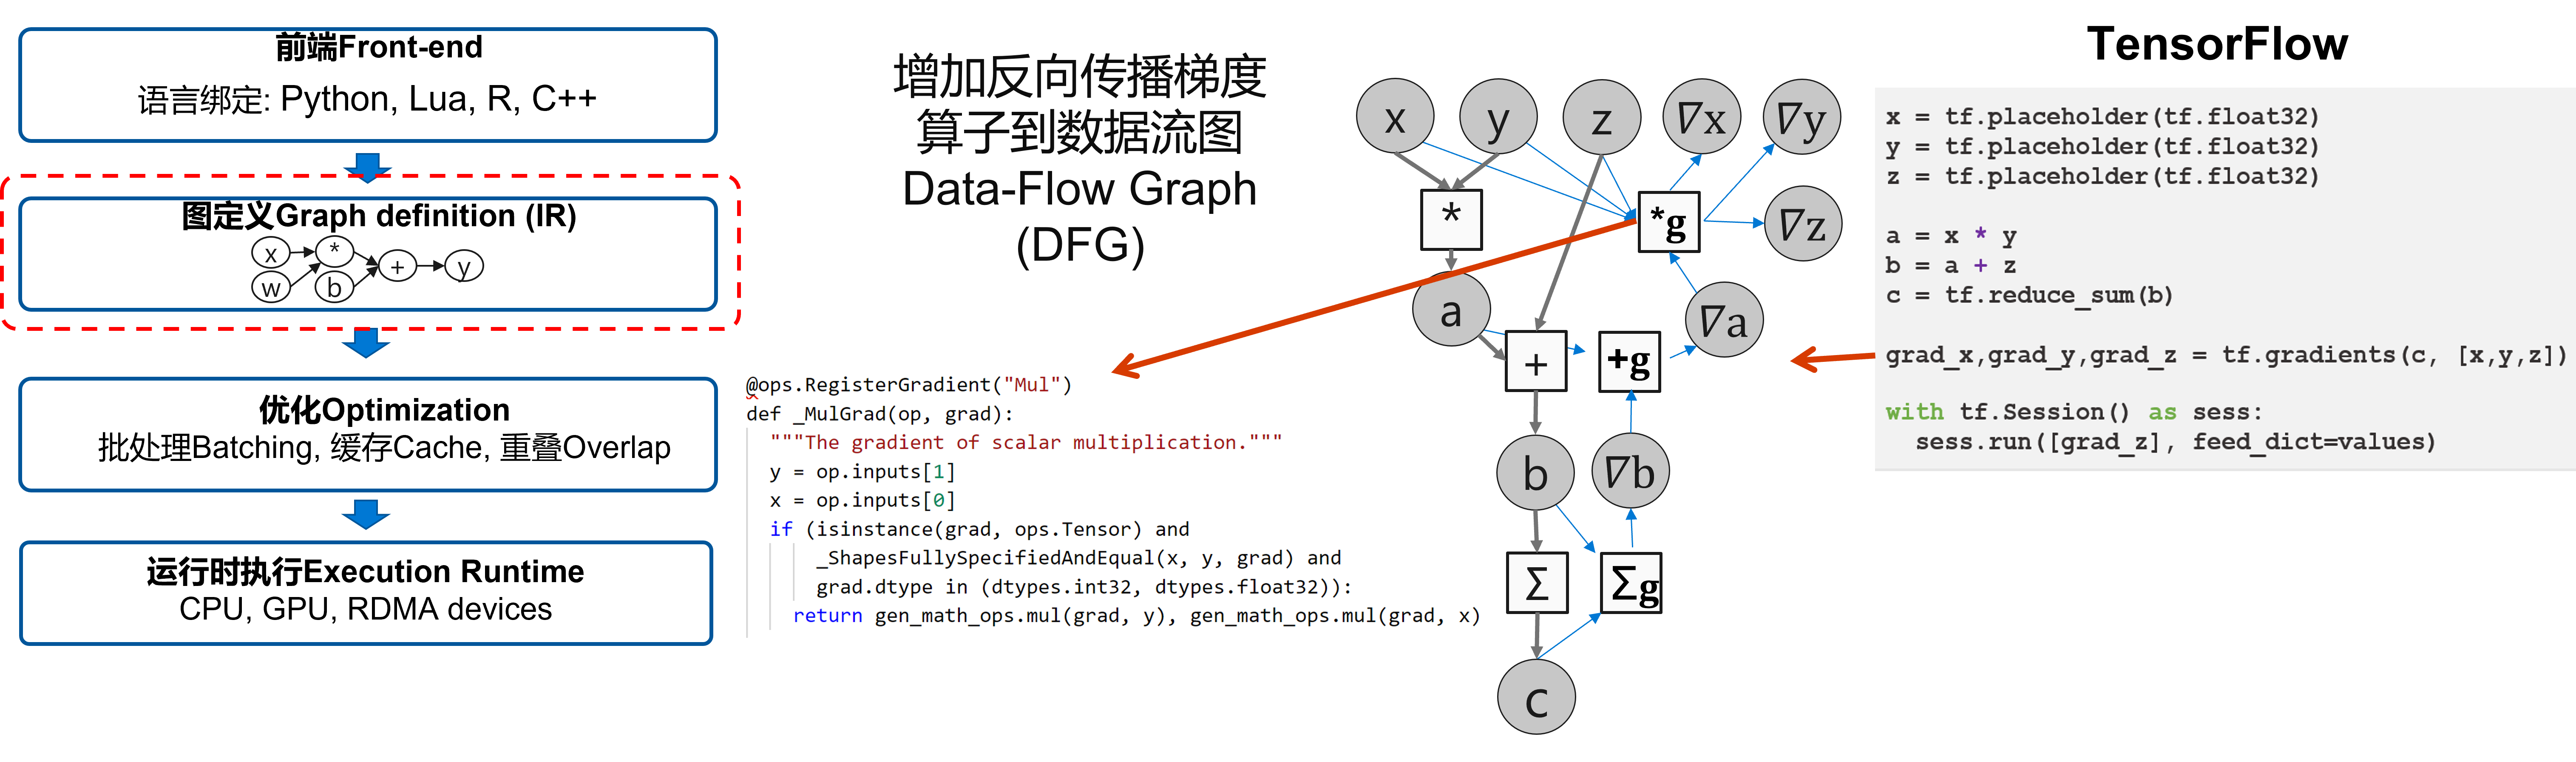 前端Front-end
语言绑定: Python, Lua, R, C++
图定义Graph definition (IR)
x
*
w
b
+
y
优化Optimization
批处理Batching, 缓存Cache, 重叠Overlap
运行时执行Execution Runtime
CPU, GPU, RDMA devices
增加反向传播梯度
算子到数据流图
Data-Flow Graph
(DFG)
@ops.RegisterGradient("Mul")
def _MulGrad(op, grad):
"""The gradient of scalar multiplication."""
y = op.inputs[1]
x = op.inputs[0]
if (isinstance(grad, ops.Tensor) and
_ShapesFullySpecifiedAndEqual(x, y, grad) and
grad.dtype in (dtypes.int32, dtypes.float32)):
return gen_math_ops.mul(grad, y), gen_math_ops.mul(grad, x)
x
y
z
∇x
∇y
*
*g
∇z
a
∇a
+
+g
b
∇b
Σ
Σg
c
TensorFlow
x = tf.placeholder(tf.float32)
y = tf.placeholder(tf.float32)
z = tf.placeholder(tf.float32)
a = x * y
b = a + z
c = tf.reduce_sum(b)
grad_x,grad_y,grad_z = tf.gradients(c, [x,y,z])
with tf.Session() as sess:
sess.run([grad_z], feed_dict=values)